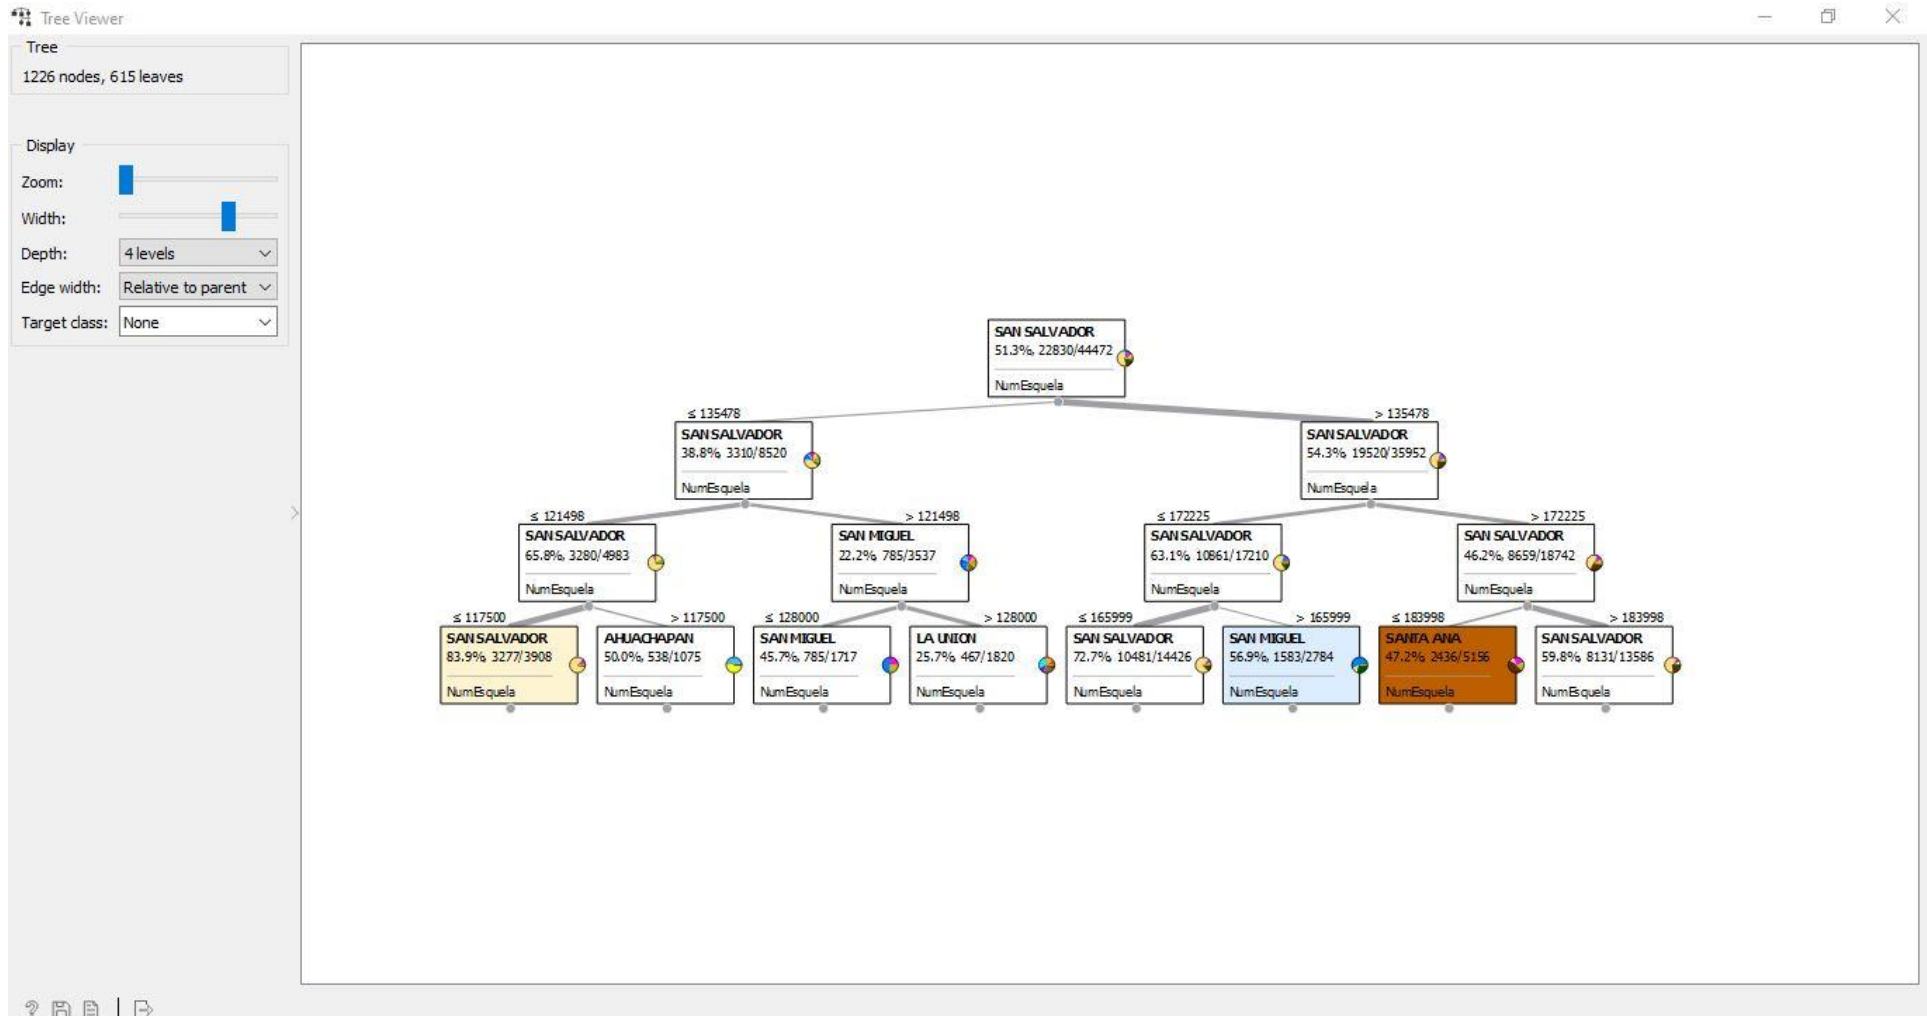 Tree Viewer
Tree
1226 nodes, 615 leaves
Display
Zoom:
Width:
Depth: 4 levels
Edge width: Relative to parent
Target class: None
SAN SALVADOR
51.3%, 22830/44472
NumEsquela
≤ 135478
> 135478
SAN SALVADOR
38.8%, 3310/8520
NumEsquela
SAN SALVADOR
54.3%, 19520/35952
NumEsquela
≤ 121498
> 121498
≤ 172225
> 172225
SAN SALVADOR
65.8%, 3280/4983
NumEsquela
SAN MIGUEL
22.2%, 785/3537
NumEsquela
SAN SALVADOR
63.1%, 10861/17210
NumEsquela
SAN SALVADOR
46.2%, 8659/18742
NumEsquela
≤ 117500
> 117500
≤ 128000
> 128000
≤ 165999
> 165999
≤ 183998
> 183998
SAN SALVADOR
83.9%, 3277/3908
NumEsquela
AHUACHAPAN
50.0%, 538/1075
NumEsquela
SAN MIGUEL
45.7%, 785/1717
NumEsquela
LA UNION
25.7%, 467/1820
NumEsquela
SAN SALVADOR
72.7%, 10481/14426
NumEsquela
SAN MIGUEL
56.9%, 1583/2784
NumEsquela
SANTA ANA
47.2%, 2436/5156
NumEsquela
SAN SALVADOR
59.8%, 8131/13586
NumEsquela